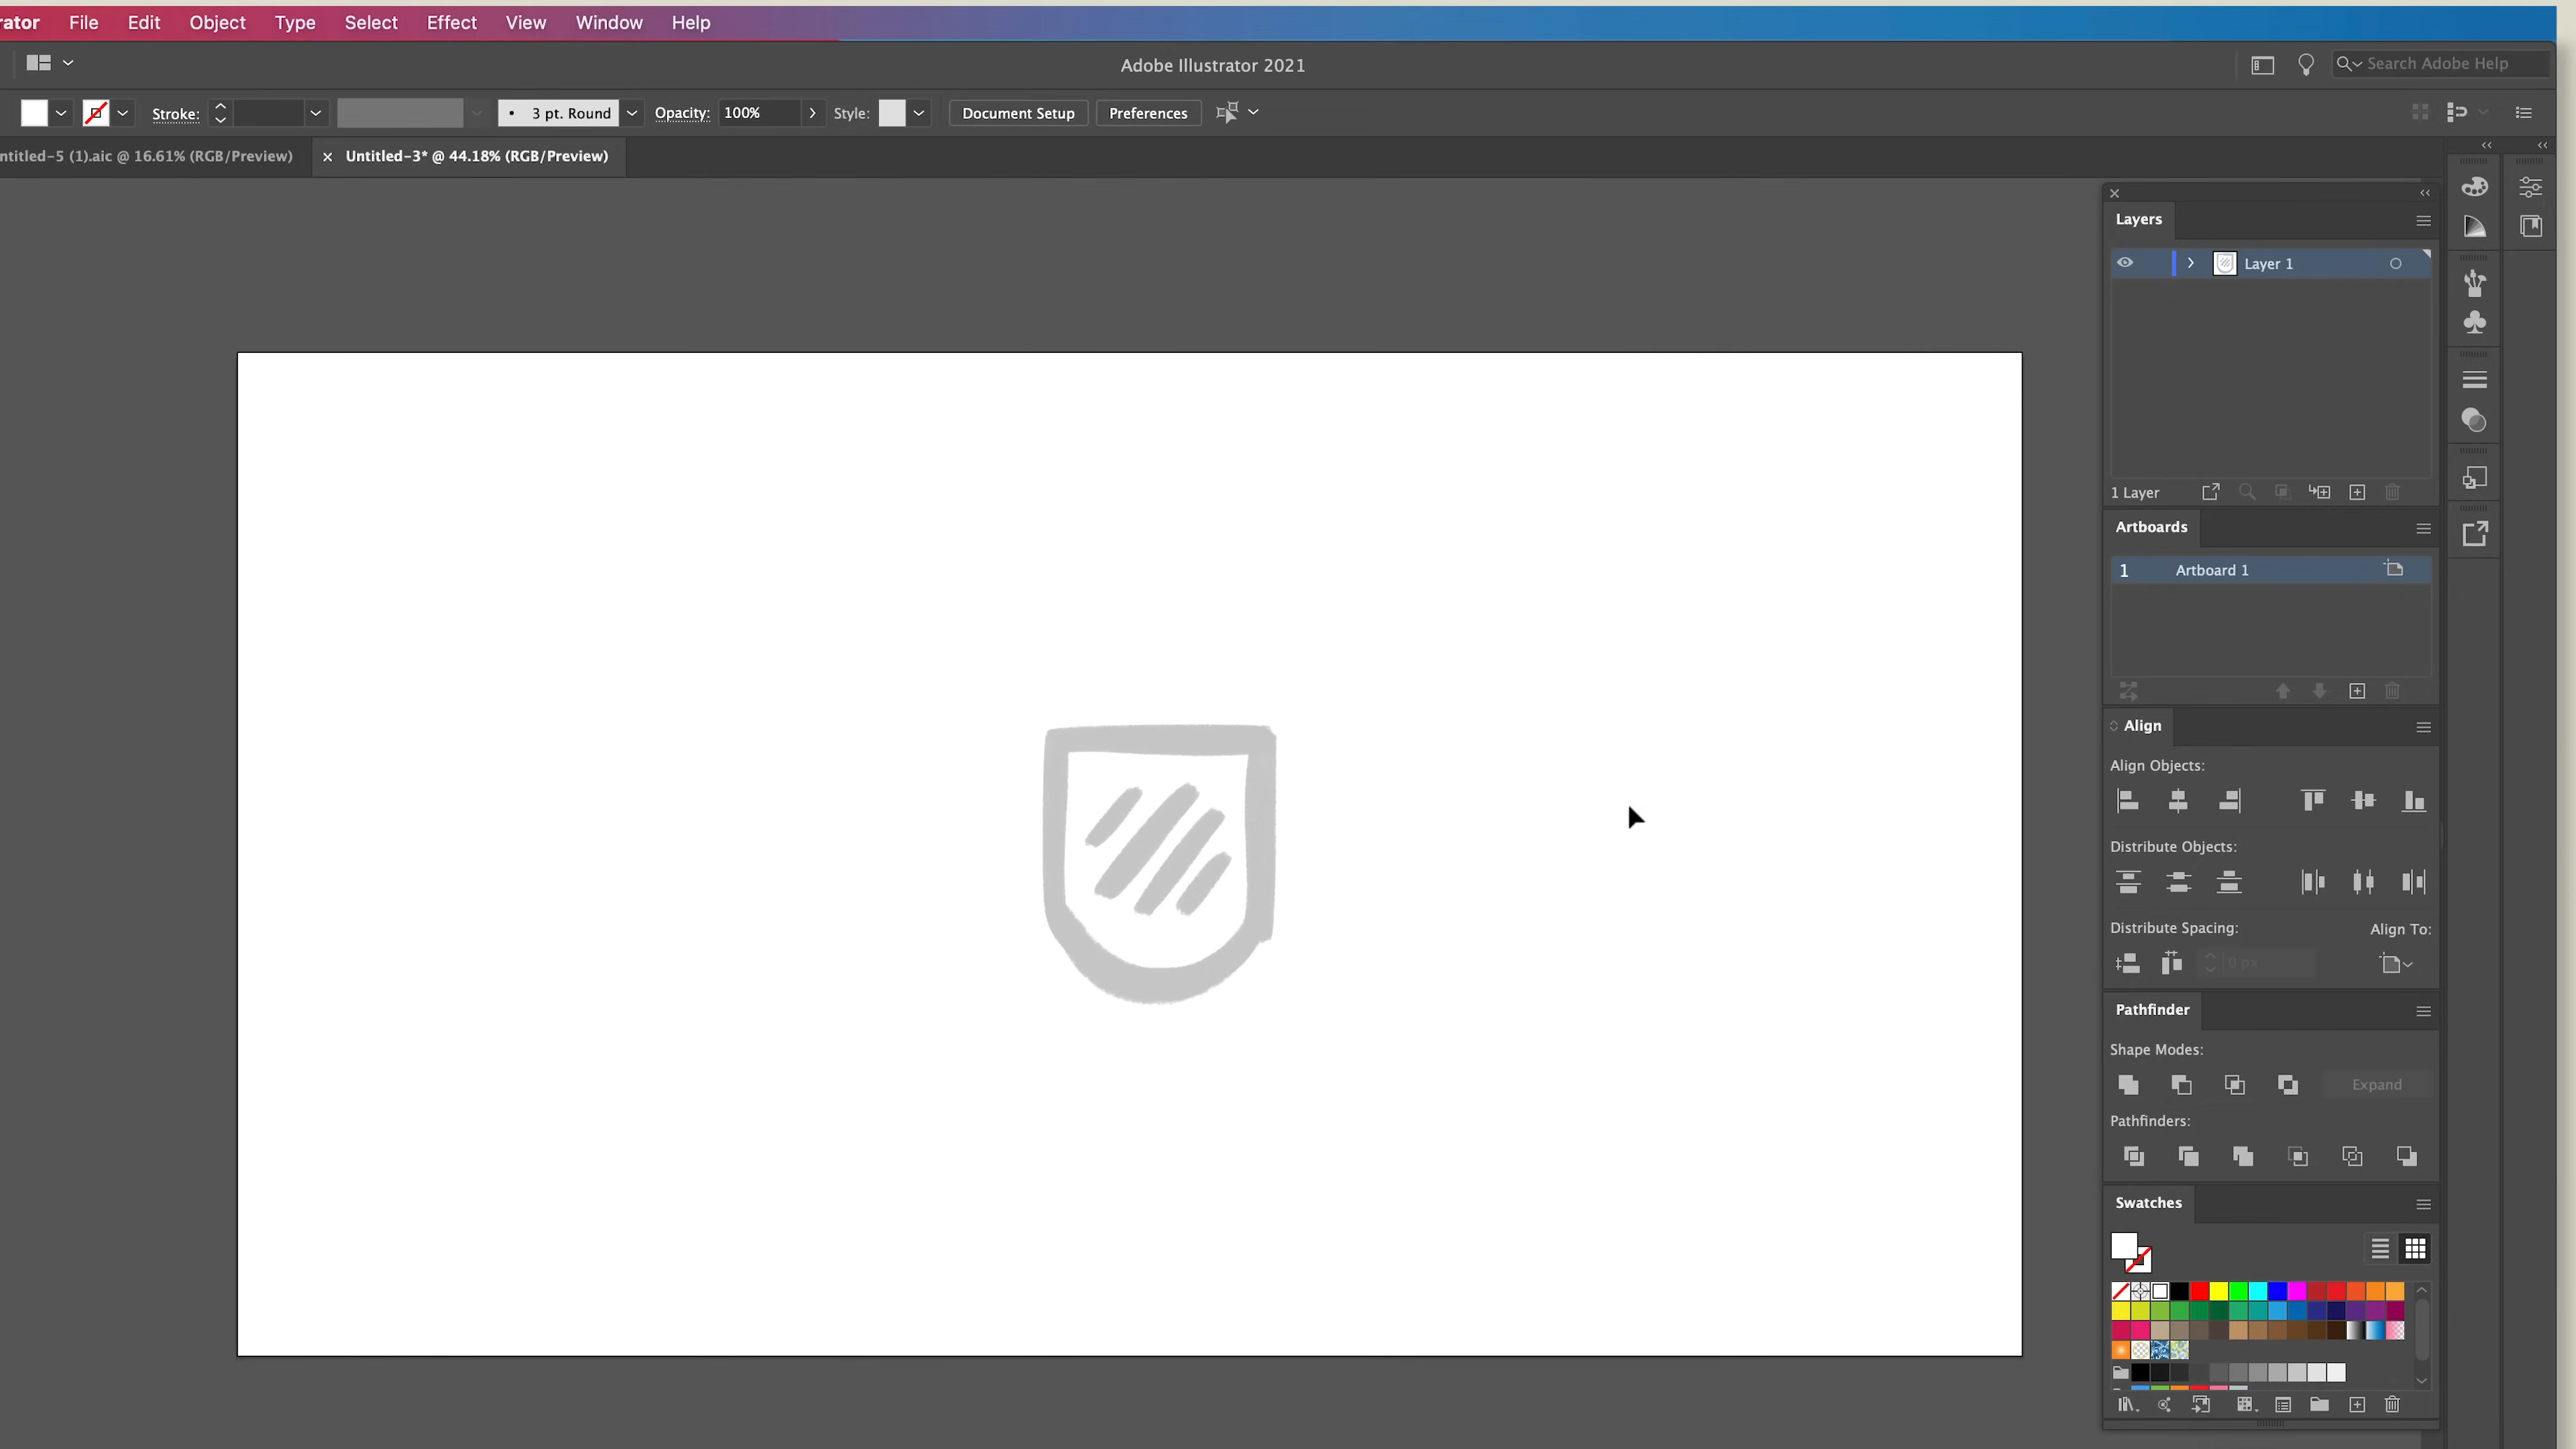 rator File Edit Object Type Select Effect View Window Help
Adobe Illustrator 2021
Search Adobe Help
Stroke: 3 pt. Round Opacity: 100% Style: Document Setup Preferences
ntitled-5 (1).aic @ 16.61% (RGB/Preview) × Untitled-3* @ 44.18% (RGB/Preview)
Layers
Layer 1
1 Layer
Artboards
1 Artboard 1
Align
Align Objects:
Distribute Objects:
Distribute Spacing: Align To:
0 px
Pathfinder
Shape Modes:
Expand
Pathfinders:
Swatches